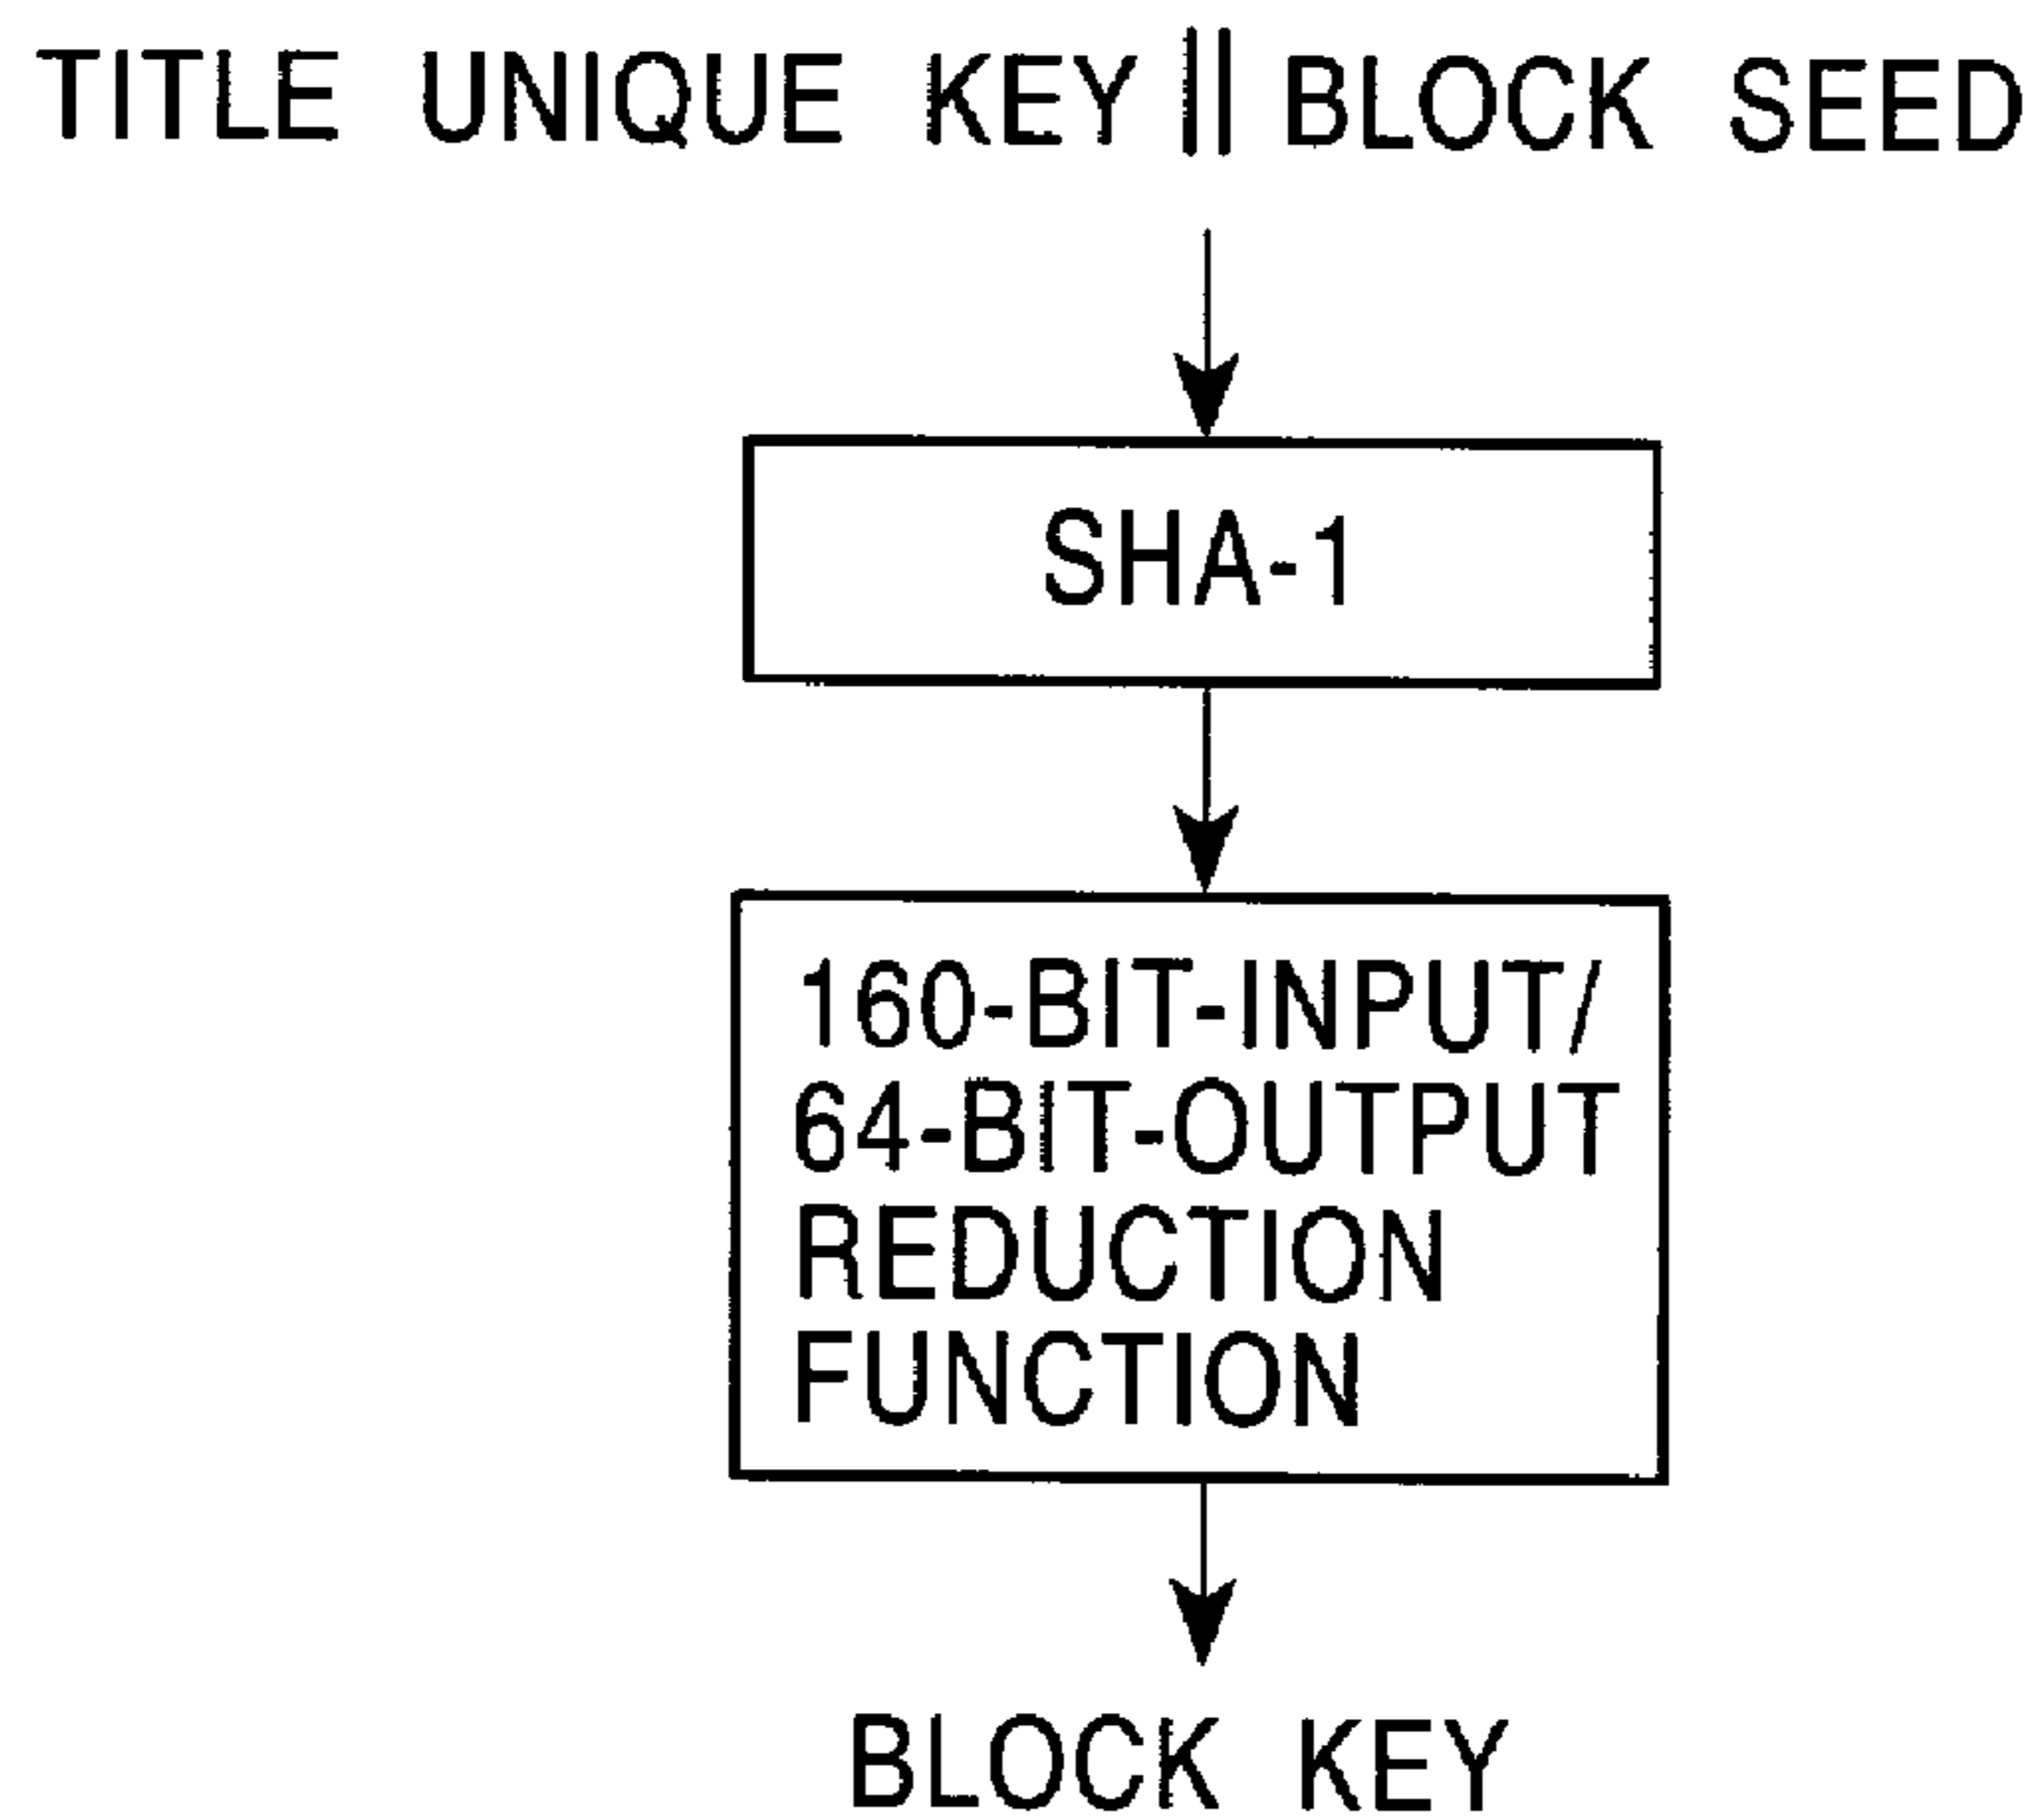 TITLE UNIQUE KEY || BLOCK SEED
SHA-1
160-BIT-INPUT/
64-BIT-OUTPUT
REDUCTION
FUNCTION
BLOCK KEY